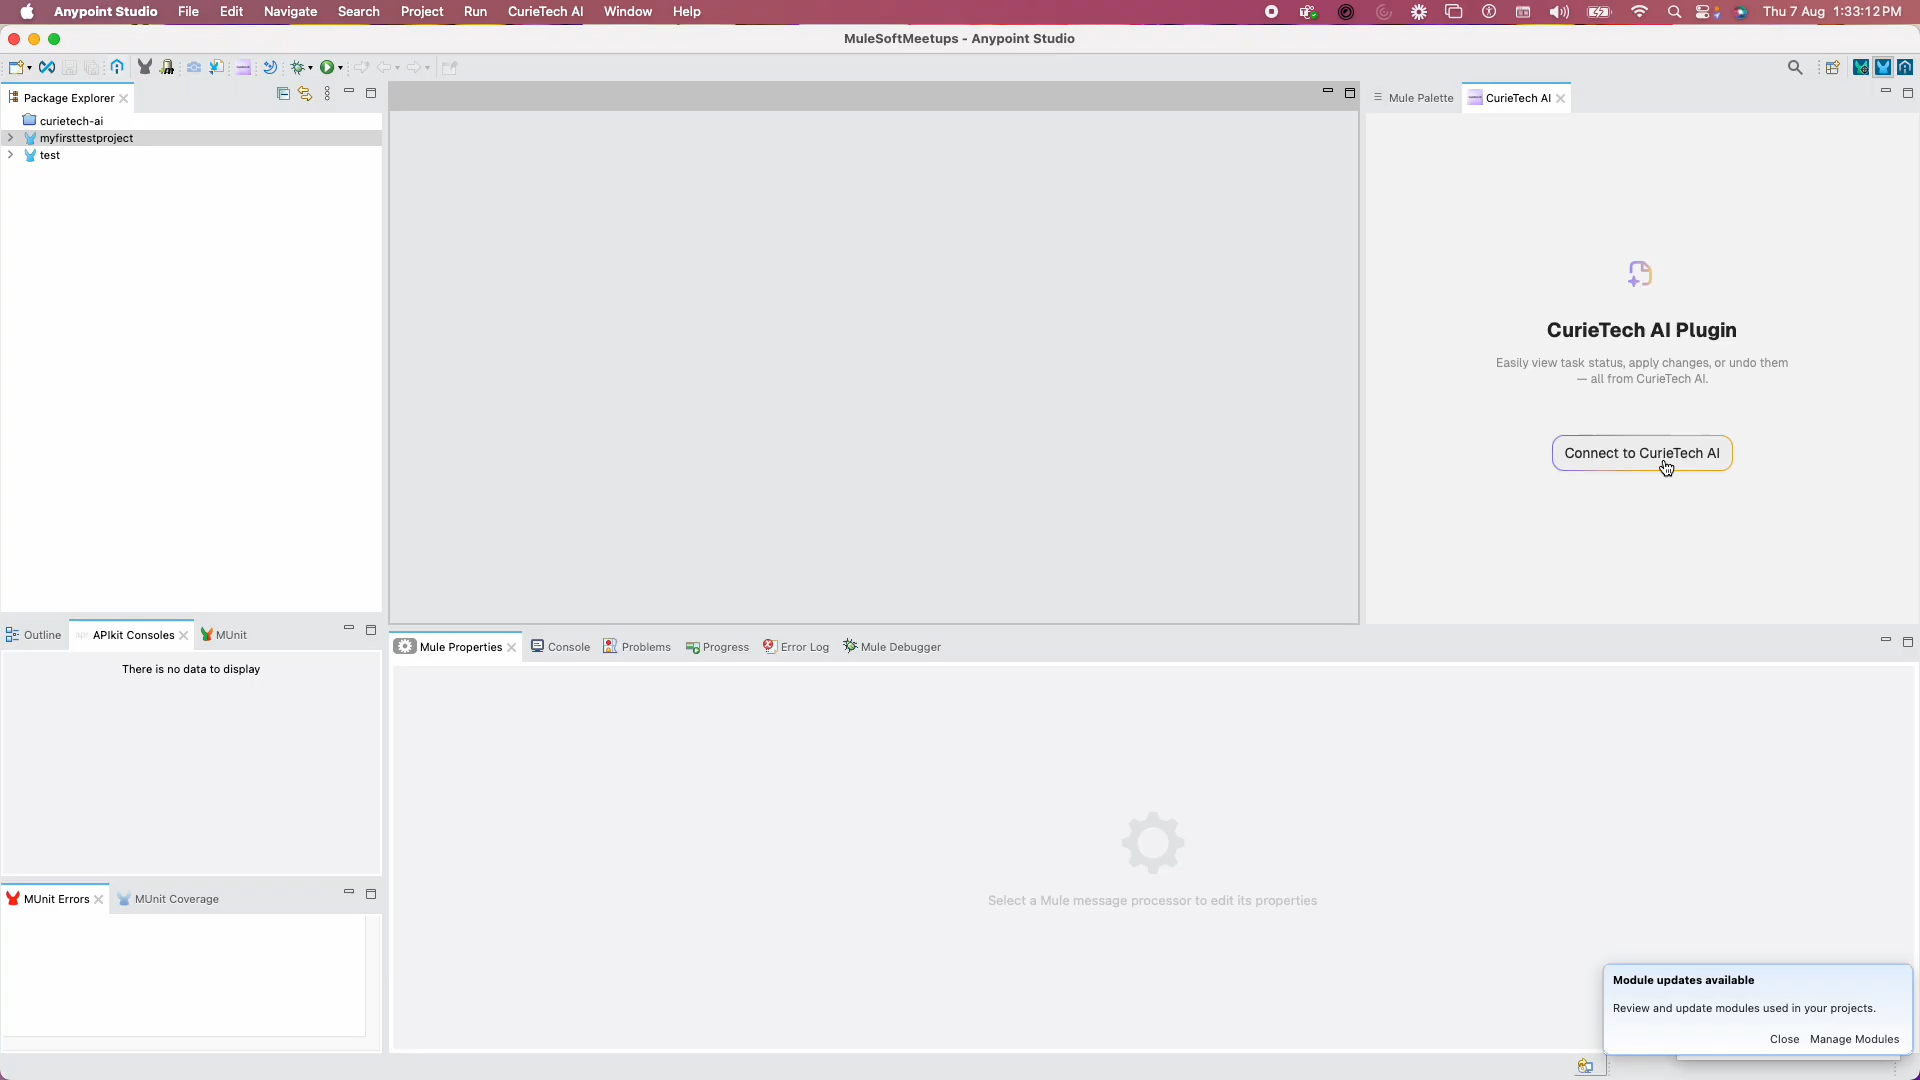 Anypoint Studio File Edit Navigate Search Project Run CurieTech AI Window Help Thu 7 Aug 1:33:12 PM
MuleSoftMeetups - Anypoint Studio
Package Explorer
curietech-ai
myfirsttestproject
test
Mule Palette CurieTech AI
CurieTech AI Plugin
Easily view task status, apply changes, or undo them
— all from CurieTech AI.
Connect to CurieTech AI
Outline APIkit Consoles MUnit
There is no data to display
Mule Properties Console Problems Progress Error Log Mule Debugger
Select a Mule message processor to edit its properties
MUnit Errors MUnit Coverage
Module updates available
Review and update modules used in your projects.
Close Manage Modules